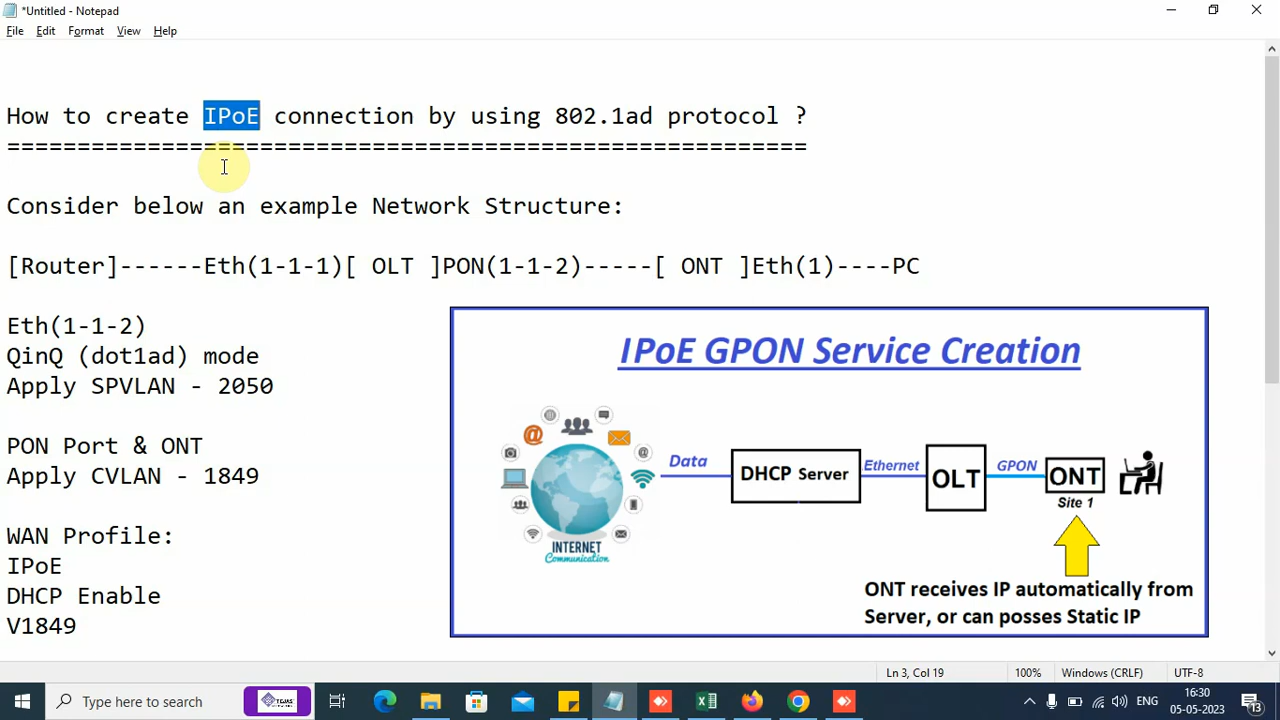 *Untitled - Notepad
File Edit Format View Help
How to create IPoE connection by using 802.1ad protocol ?
=========================================================
Consider below an example Network Structure:
[Router]------Eth(1-1-1)[ OLT ]PON(1-1-2)-----[ ONT ]Eth(1)----PC
Eth(1-1-2)
QinQ (dot1ad) mode
Apply SPVLAN - 2050
PON Port & ONT
Apply CVLAN - 1849
WAN Profile:
IPoE
DHCP Enable
V1849
IPoE GPON Service Creation
INTERNET
Communication
Data
DHCP Server
Ethernet
OLT
GPON
ONT
Site 1
ONT receives IP automatically from
Server, or can posses Static IP
Ln 3, Col 19
100%
Windows (CRLF)
UTF-8
Type here to search
ENG
16:30
05-05-2023
13